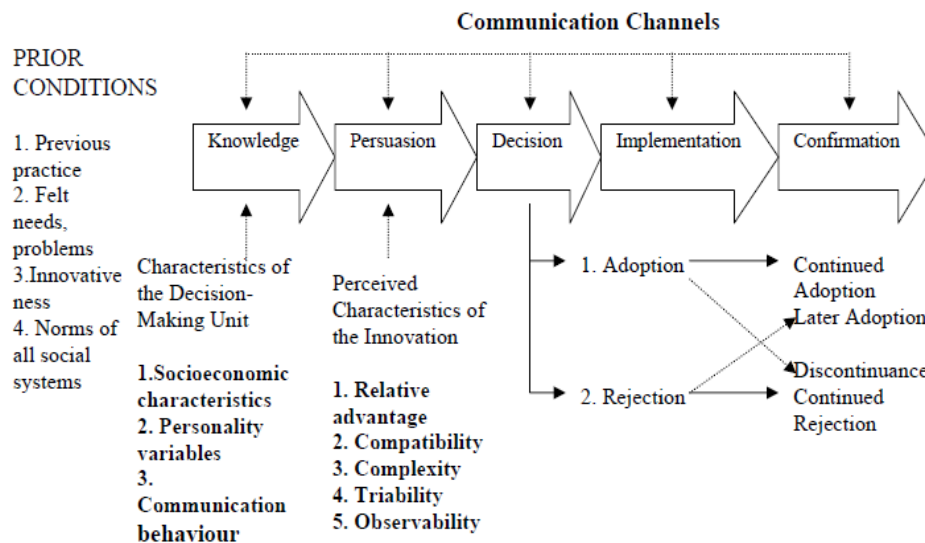 Communication Channels
PRIOR
CONDITIONS
1. Previous
practice
2. Felt
needs,
problems
3.Innovative
ness
4. Norms of
all social
systems
Knowledge
Persuasion
Decision
Implementation
Confirmation
Characteristics of
the Decision-
Making Unit
1.Socioeconomic
characteristics
2. Personality
variables
3.
Communication
behaviour
Perceived
Characteristics of
the Innovation
1. Relative
advantage
2. Compatibility
3. Complexity
4. Triability
5. Observability
1. Adoption
2. Rejection
Continued
Adoption
Later Adoption
Discontinuance
Continued
Rejection